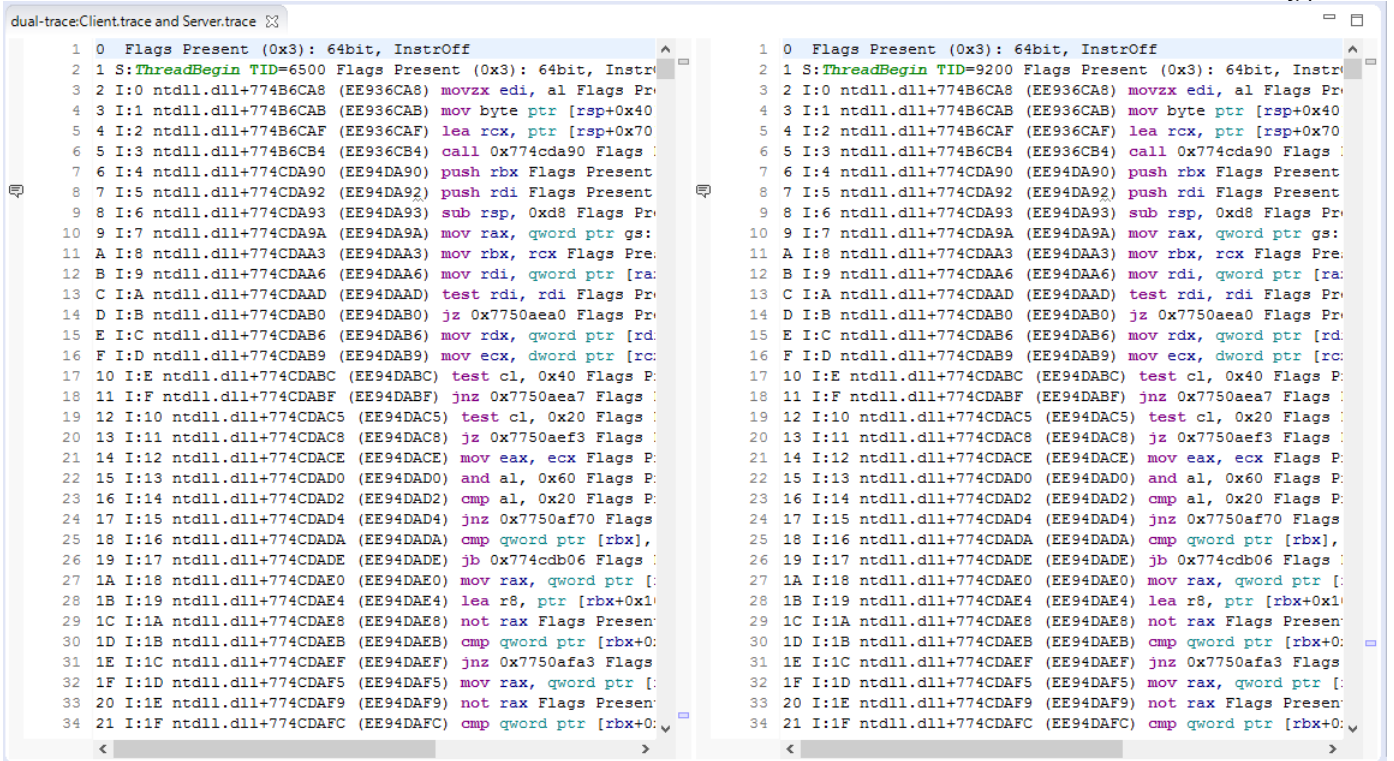 dual-trace:Client.trace and Server.trace
1 0 Flags Present (0x3): 64bit, InstrOff
2 1 S:ThreadBegin TID=6500 Flags Present (0x3): 64bit, Instr
3 2 I:0 ntdll.dll+774B6CA8 (EE936CA8) movzx edi, al Flags Pr
4 3 I:1 ntdll.dll+774B6CAB (EE936CAB) mov byte ptr [rsp+0x40
5 4 I:2 ntdll.dll+774B6CAF (EE936CAF) lea rcx, ptr [rsp+0x70
6 5 I:3 ntdll.dll+774B6CB4 (EE936CB4) call 0x774cda90 Flags
7 6 I:4 ntdll.dll+774CDA90 (EE94DA90) push rbx Flags Present
8 7 I:5 ntdll.dll+774CDA92 (EE94DA92) push rdi Flags Present
9 8 I:6 ntdll.dll+774CDA93 (EE94DA93) sub rsp, 0xd8 Flags Pr
10 9 I:7 ntdll.dll+774CDA9A (EE94DA9A) mov rax, qword ptr gs:
11 A I:8 ntdll.dll+774CDAA3 (EE94DAA3) mov rbx, rcx Flags Pre
12 B I:9 ntdll.dll+774CDAA6 (EE94DAA6) mov rdi, qword ptr [ra
13 C I:A ntdll.dll+774CDAAD (EE94DAAD) test rdi, rdi Flags Pr
14 D I:B ntdll.dll+774CDAB0 (EE94DAB0) jz 0x7750aea0 Flags Pr
15 E I:C ntdll.dll+774CDAB6 (EE94DAB6) mov rdx, qword ptr [rd
16 F I:D ntdll.dll+774CDAB9 (EE94DAB9) mov ecx, dword ptr [rc
17 10 I:E ntdll.dll+774CDABC (EE94DABC) test cl, 0x40 Flags P
18 11 I:F ntdll.dll+774CDABF (EE94DABF) jnz 0x7750aea7 Flags
19 12 I:10 ntdll.dll+774CDAC5 (EE94DAC5) test cl, 0x20 Flags
20 13 I:11 ntdll.dll+774CDAC8 (EE94DAC8) jz 0x7750aef3 Flags
21 14 I:12 ntdll.dll+774CDACE (EE94DACE) mov eax, ecx Flags P
22 15 I:13 ntdll.dll+774CDAD0 (EE94DAD0) and al, 0x60 Flags P
23 16 I:14 ntdll.dll+774CDAD2 (EE94DAD2) cmp al, 0x20 Flags P
24 17 I:15 ntdll.dll+774CDAD4 (EE94DAD4) jnz 0x7750af70 Flags
25 18 I:16 ntdll.dll+774CDADA (EE94DADA) cmp qword ptr [rbx],
26 19 I:17 ntdll.dll+774CDADE (EE94DADE) jb 0x774cdb06 Flags
27 1A I:18 ntdll.dll+774CDAE0 (EE94DAE0) mov rax, qword ptr [
28 1B I:19 ntdll.dll+774CDAE4 (EE94DAE4) lea r8, ptr [rbx+0x1
29 1C I:1A ntdll.dll+774CDAE8 (EE94DAE8) not rax Flags Presen
30 1D I:1B ntdll.dll+774CDAEB (EE94DAEB) cmp qword ptr [rbx+0
31 1E I:1C ntdll.dll+774CDAEF (EE94DAEF) jnz 0x7750afa3 Flags
32 1F I:1D ntdll.dll+774CDAF5 (EE94DAF5) mov rax, qword ptr [
33 20 I:1E ntdll.dll+774CDAF9 (EE94DAF9) not rax Flags Presen
34 21 I:1F ntdll.dll+774CDAFC (EE94DAFC) cmp qword ptr [rbx+0
1 0 Flags Present (0x3): 64bit, InstrOff
2 1 S:ThreadBegin TID=9200 Flags Present (0x3): 64bit, Instr
3 2 I:0 ntdll.dll+774B6CA8 (EE936CA8) movzx edi, al Flags Pr
4 3 I:1 ntdll.dll+774B6CAB (EE936CAB) mov byte ptr [rsp+0x40
5 4 I:2 ntdll.dll+774B6CAF (EE936CAF) lea rcx, ptr [rsp+0x70
6 5 I:3 ntdll.dll+774B6CB4 (EE936CB4) call 0x774cda90 Flags
7 6 I:4 ntdll.dll+774CDA90 (EE94DA90) push rbx Flags Present
8 7 I:5 ntdll.dll+774CDA92 (EE94DA92) push rdi Flags Present
9 8 I:6 ntdll.dll+774CDA93 (EE94DA93) sub rsp, 0xd8 Flags Pr
10 9 I:7 ntdll.dll+774CDA9A (EE94DA9A) mov rax, qword ptr gs:
11 A I:8 ntdll.dll+774CDAA3 (EE94DAA3) mov rbx, rcx Flags Pre
12 B I:9 ntdll.dll+774CDAA6 (EE94DAA6) mov rdi, qword ptr [ra
13 C I:A ntdll.dll+774CDAAD (EE94DAAD) test rdi, rdi Flags Pr
14 D I:B ntdll.dll+774CDAB0 (EE94DAB0) jz 0x7750aea0 Flags Pr
15 E I:C ntdll.dll+774CDAB6 (EE94DAB6) mov rdx, qword ptr [rd
16 F I:D ntdll.dll+774CDAB9 (EE94DAB9) mov ecx, dword ptr [rc
17 10 I:E ntdll.dll+774CDABC (EE94DABC) test cl, 0x40 Flags P
18 11 I:F ntdll.dll+774CDABF (EE94DABF) jnz 0x7750aea7 Flags
19 12 I:10 ntdll.dll+774CDAC5 (EE94DAC5) test cl, 0x20 Flags
20 13 I:11 ntdll.dll+774CDAC8 (EE94DAC8) jz 0x7750aef3 Flags
21 14 I:12 ntdll.dll+774CDACE (EE94DACE) mov eax, ecx Flags P
22 15 I:13 ntdll.dll+774CDAD0 (EE94DAD0) and al, 0x60 Flags P
23 16 I:14 ntdll.dll+774CDAD2 (EE94DAD2) cmp al, 0x20 Flags P
24 17 I:15 ntdll.dll+774CDAD4 (EE94DAD4) jnz 0x7750af70 Flags
25 18 I:16 ntdll.dll+774CDADA (EE94DADA) cmp qword ptr [rbx],
26 19 I:17 ntdll.dll+774CDADE (EE94DADE) jb 0x774cdb06 Flags
27 1A I:18 ntdll.dll+774CDAE0 (EE94DAE0) mov rax, qword ptr [
28 1B I:19 ntdll.dll+774CDAE4 (EE94DAE4) lea r8, ptr [rbx+0x1
29 1C I:1A ntdll.dll+774CDAE8 (EE94DAE8) not rax Flags Presen
30 1D I:1B ntdll.dll+774CDAEB (EE94DAEB) cmp qword ptr [rbx+0
31 1E I:1C ntdll.dll+774CDAEF (EE94DAEF) jnz 0x7750afa3 Flags
32 1F I:1D ntdll.dll+774CDAF5 (EE94DAF5) mov rax, qword ptr [
33 20 I:1E ntdll.dll+774CDAF9 (EE94DAF9) not rax Flags Presen
34 21 I:1F ntdll.dll+774CDAFC (EE94DAFC) cmp qword ptr [rbx+0